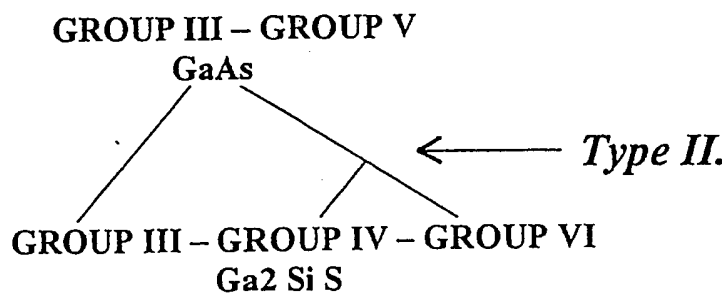 GROUP III – GROUP V
GaAs
Type II.
GROUP III – GROUP IV – GROUP VI
Ga2 Si S